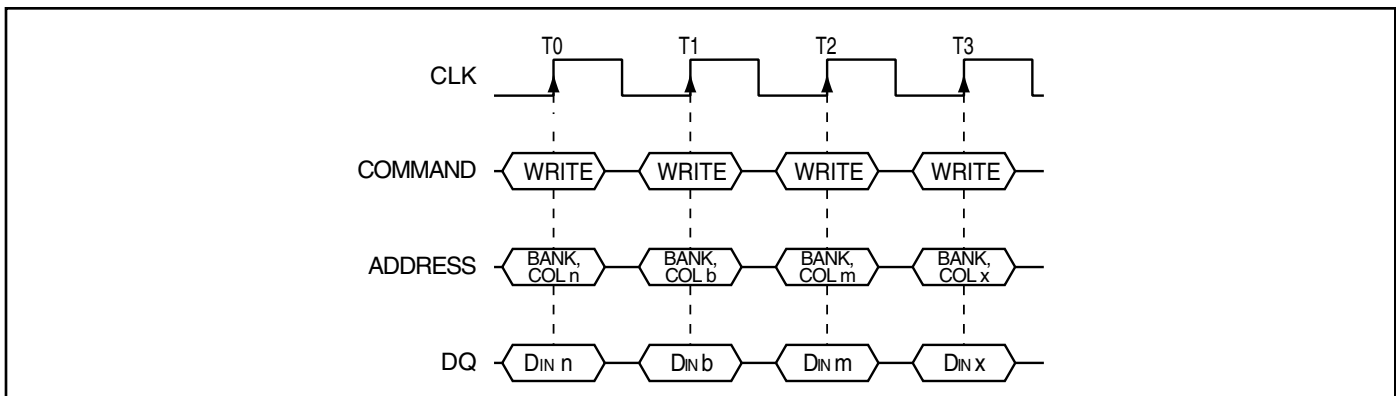 T0 T1 T2 T3
CLK
COMMAND WRITE WRITE WRITE WRITE
ADDRESS BANK, COL n BANK, COL b BANK, COL m BANK, COL x
DQ DIN n DIN b DIN m DIN x